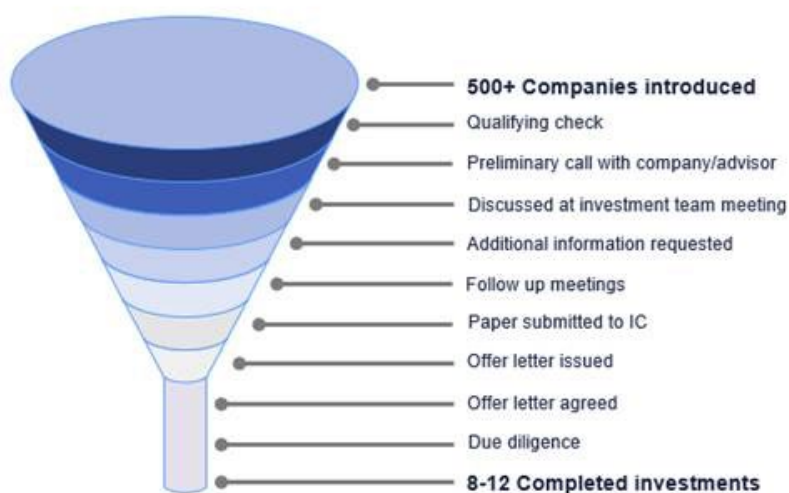 500+ Companies introduced
Qualifying check
Preliminary call with company/advisor
Discussed at investment team meeting
Additional information requested
Follow up meetings
Paper submitted to IC
Offer letter issued
Offer letter agreed
Due diligence
8-12 Completed investments